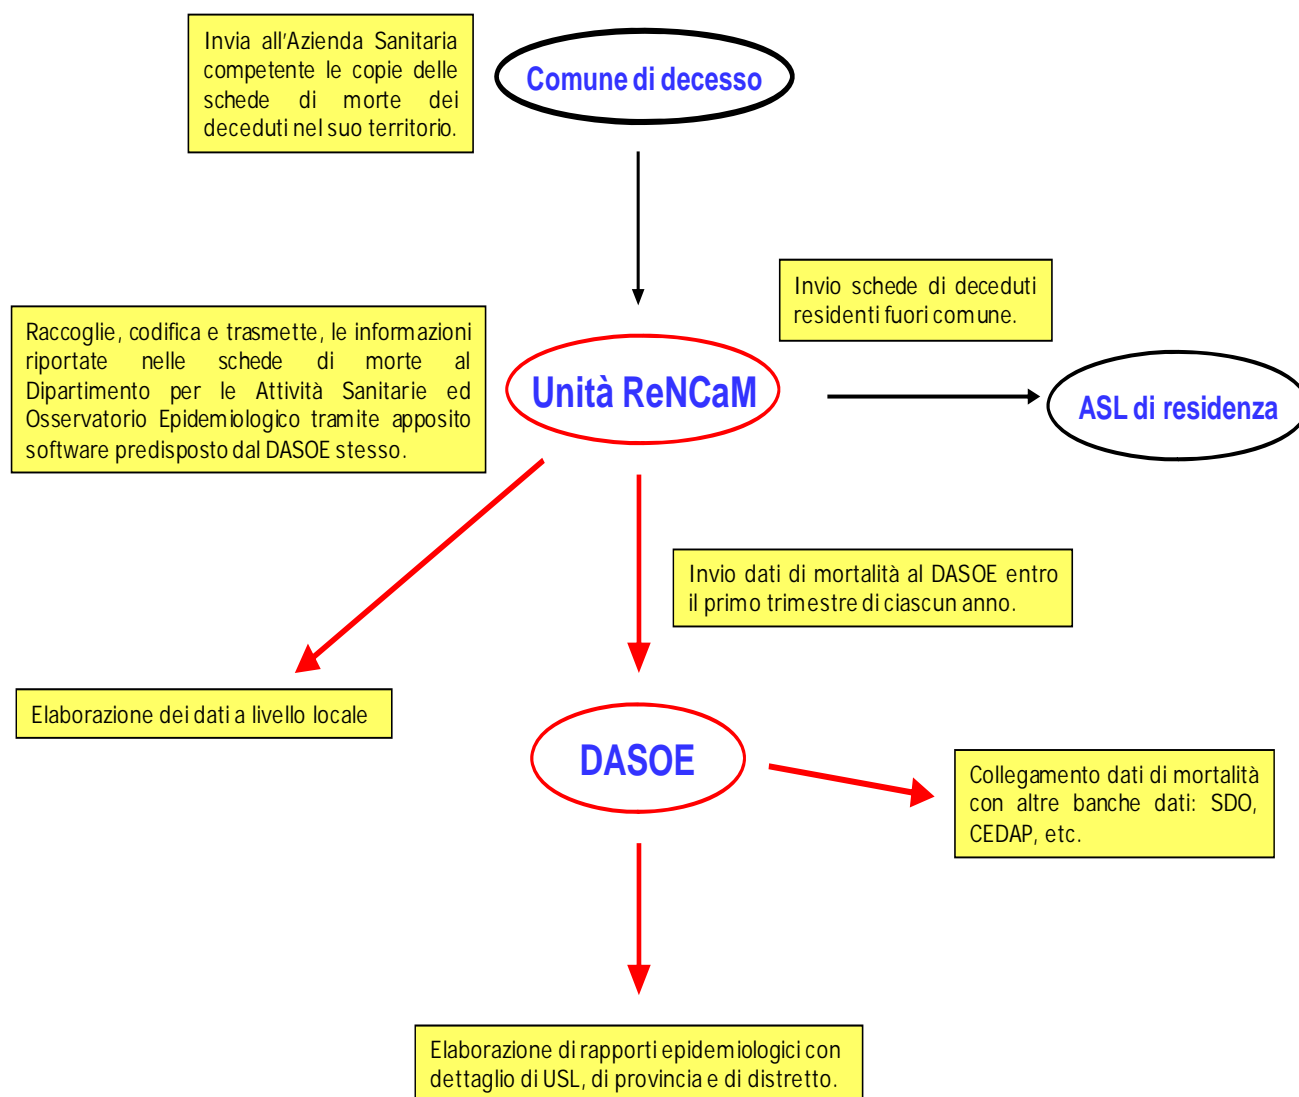 Invia all'Azienda Sanitaria
competente le copie delle
schede di morte dei
deceduti nel suo territorio.
Comune di decesso
Invio schede di deceduti
residenti fuori comune.
Raccoglie, codifica e trasmette, le informazioni
riportate nelle schede di morte al
Dipartimento per le Attività Sanitarie ed
Osservatorio Epidemiologico tramite apposito
software predisposto dal DASOE stesso.
Unità ReNCaM
ASL di residenza
Invio dati di mortalità al DASOE entro
il primo trimestre di ciascun anno.
Elaborazione dei dati a livello locale
DASOE
Collegamento dati di mortalità
con altre banche dati: SDO,
CEDAP, etc.
Elaborazione di rapporti epidemiologici con
dettaglio di USL, di provincia e di distretto.